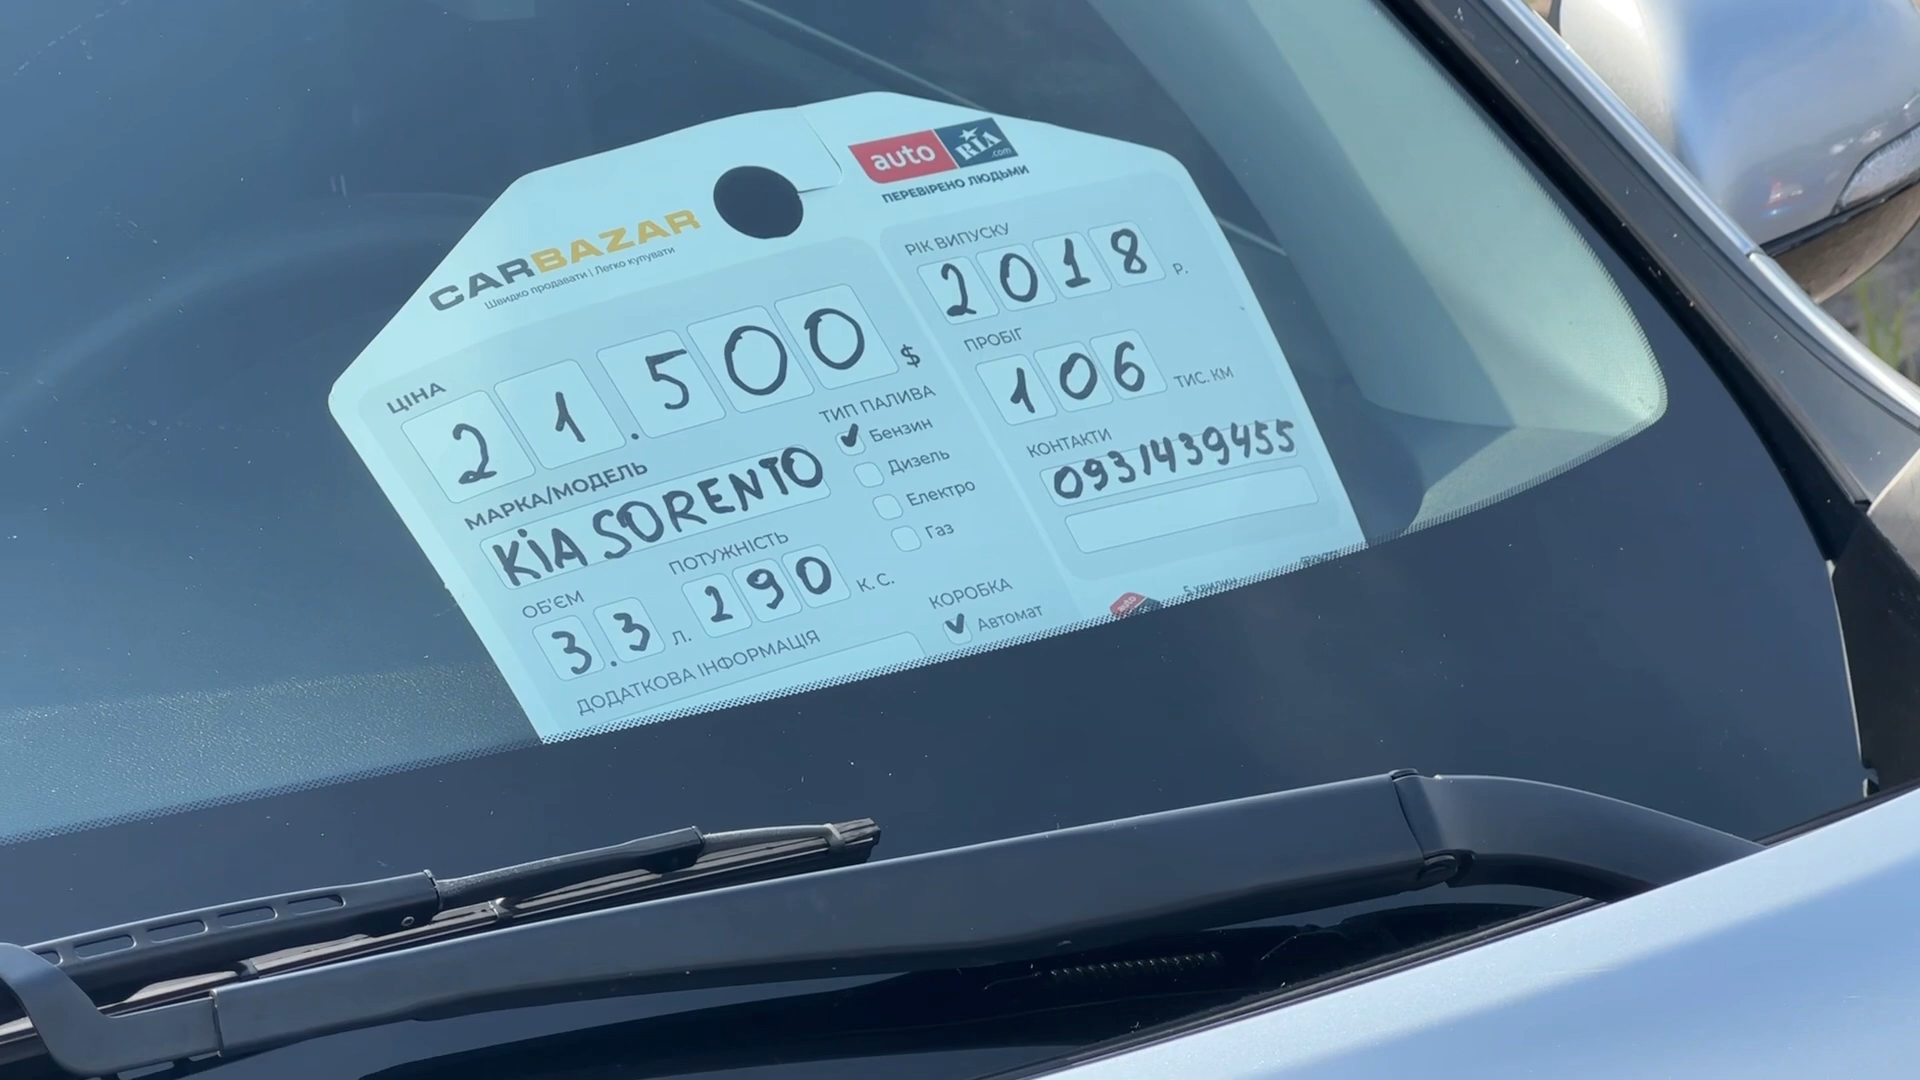 CARBAZAR
Швидко продавати | Легко купувати
auto RIA .com
ПЕРЕВІРЕНО ЛЮДЬМИ
ЦІНА
21.500 $
МАРКА/МОДЕЛЬ
KIA SORENTO
ТИП ПАЛИВА
Бензин
Дизель
Електро
Газ
ОБ'ЄМ
3.3 Л.
ПОТУЖНІСТЬ
290 К.С.
КОРОБКА
Автомат
ДОДАТКОВА ІНФОРМАЦІЯ
РІК ВИПУСКУ
2018 Р.
ПРОБІГ
106 ТИС. КМ
КОНТАКТИ
0931439455
auto